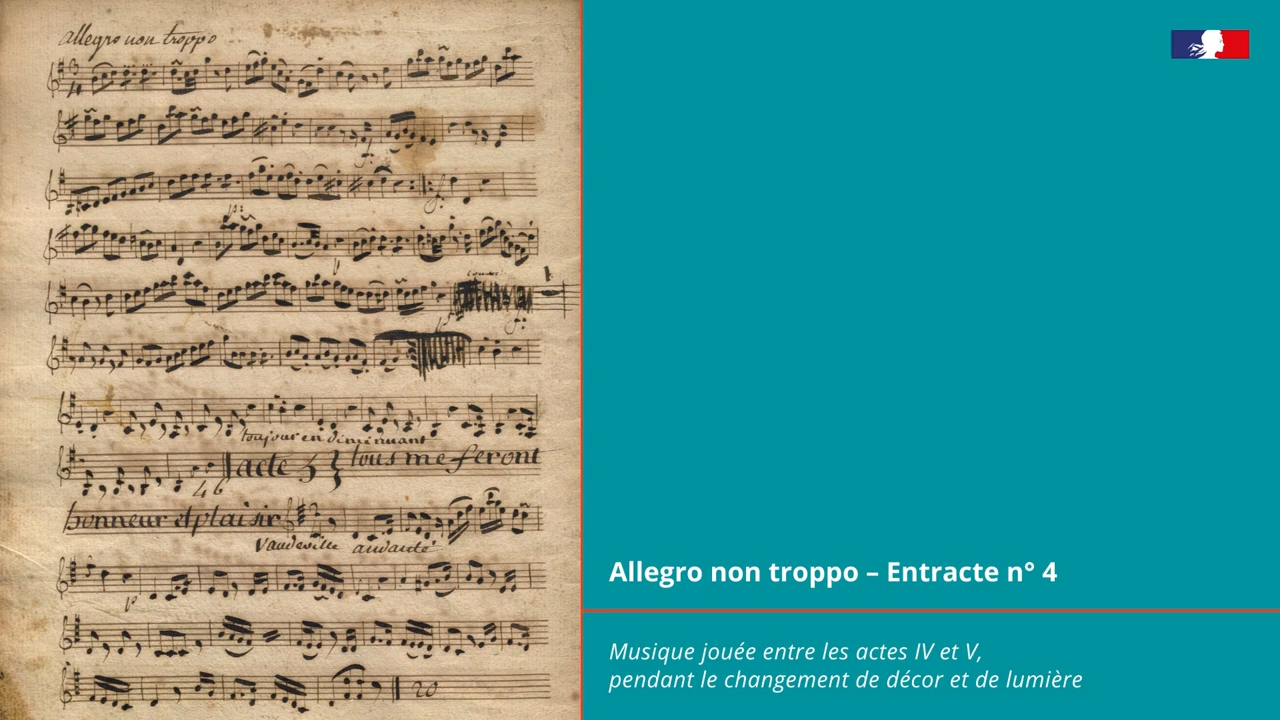 allegro non troppo
toujour en diminuant
acte 5 tous me feront
46
honneur et plaisir
Vaudeville andante
20
Allegro non troppo – Entracte n° 4
Musique jouée entre les actes IV et V,
pendant le changement de décor et de lumière